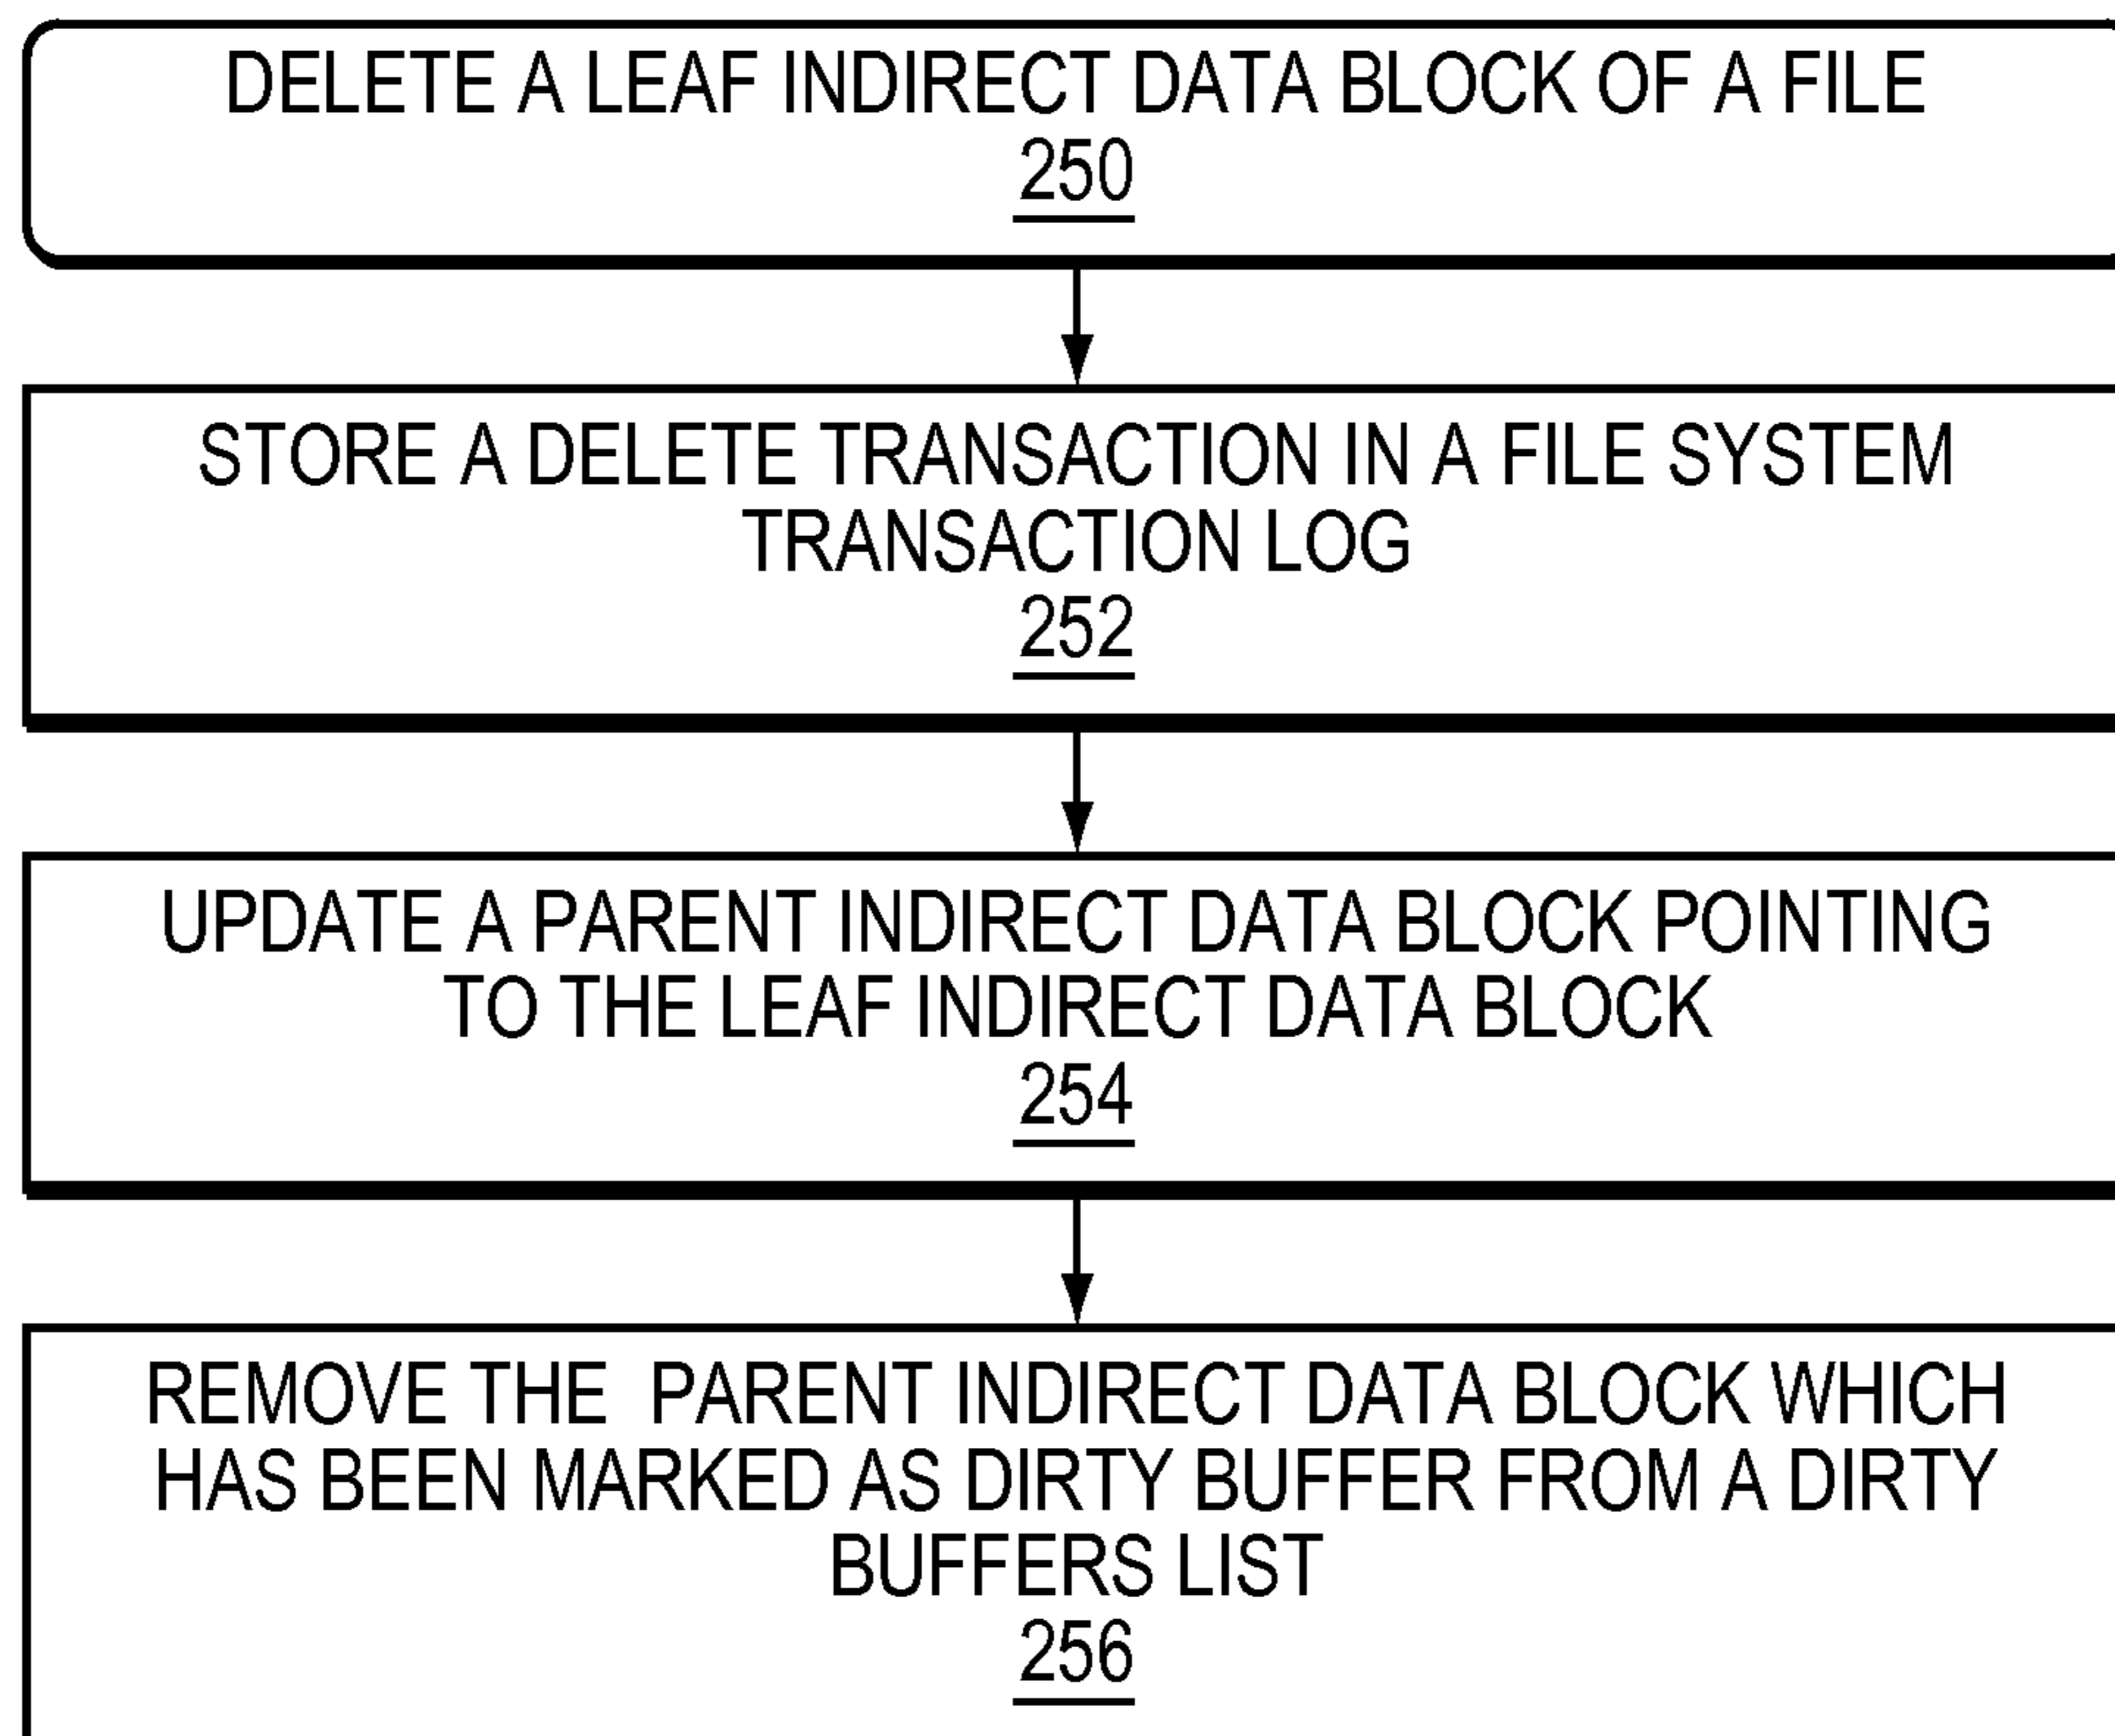 DELETE A LEAF INDIRECT DATA BLOCK OF A FILE
250
STORE A DELETE TRANSACTION IN A FILE SYSTEM
TRANSACTION LOG
252
UPDATE A PARENT INDIRECT DATA BLOCK POINTING
TO THE LEAF INDIRECT DATA BLOCK
254
REMOVE THE PARENT INDIRECT DATA BLOCK WHICH
HAS BEEN MARKED AS DIRTY BUFFER FROM A DIRTY
BUFFERS LIST
256